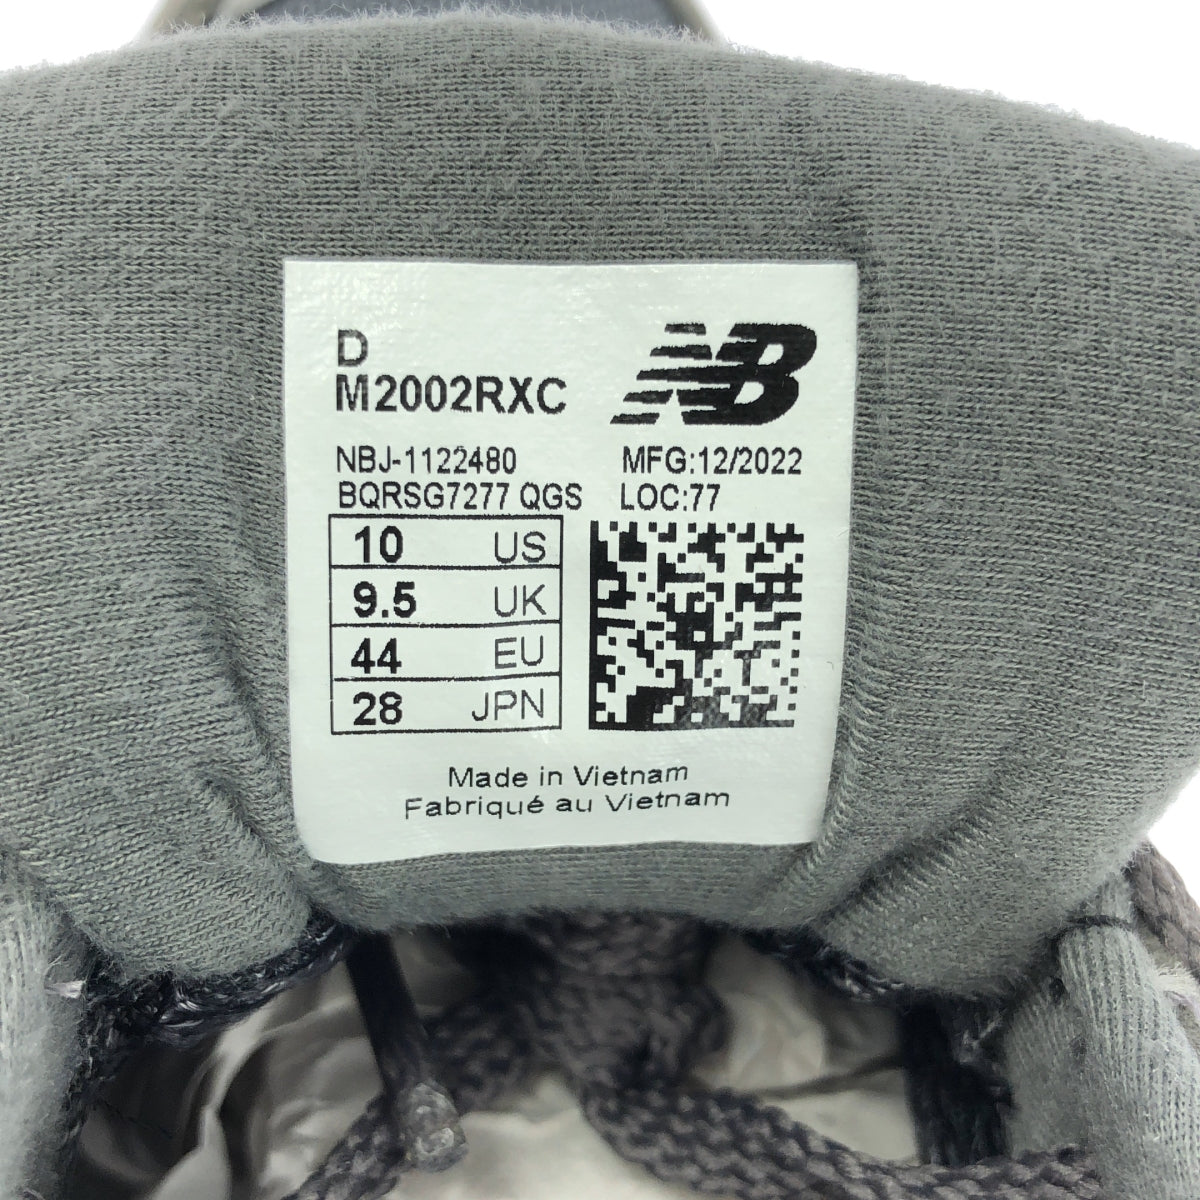 D
M2002RXC
NB
NBJ-1122480 MFG:12/2022
BQRSG7277 QGS LOC:77
10 US
9.5 UK
44 EU
28 JPN
Made in Vietnam
Fabriqué au Vietnam